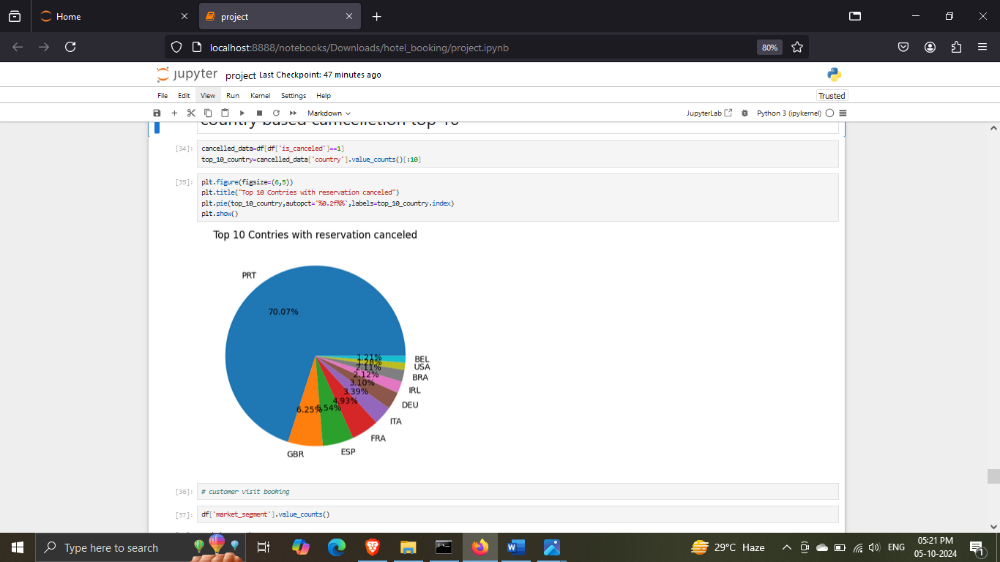 Home
project
localhost:8888/notebooks/Downloads/hotel_booking/project.ipynb
80%
jupyter project Last Checkpoint: 47 minutes ago
File Edit View Run Kernel Settings Help
Trusted
Markdown
JupyterLab
Python 3 (ipykernel)
[34]:
cancelled_data=df[df['is_canceled']==1]
top_10_country=cancelled_data['country'].value_counts()[:10]
[35]:
plt.figure(figsize=(6,5))
plt.title("Top 10 Contries with reservation canceled")
plt.pie(top_10_country,autopct='%0.2f%%',labels=top_10_country.index)
plt.show()
Top 10 Contries with reservation canceled
PRT
70.07%
1.21%
BEL
1.28%
USA
2.11%
BRA
2.12%
IRL
3.10%
DEU
3.39%
ITA
4.93%
FRA
5.54%
ESP
6.25%
GBR
[36]:
# customer visit booking
[37]:
df['market_segment'].value_counts()
Type here to search
29°C Haze
ENG
05:21 PM
05-10-2024
1